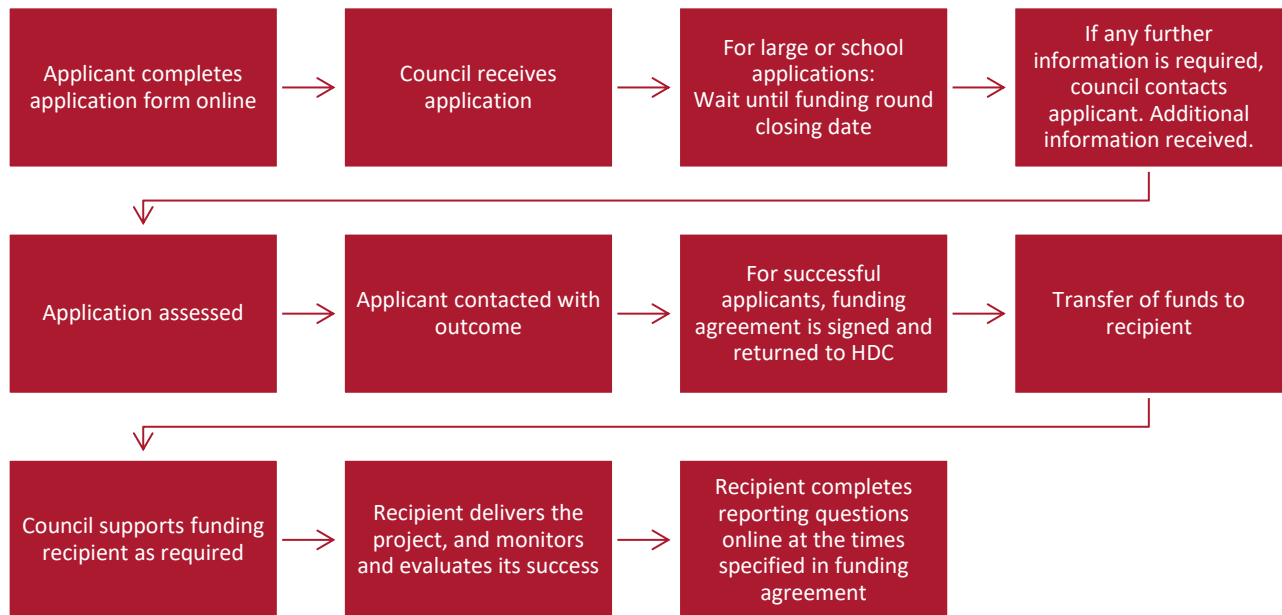 Applicant completes
application form online
Council receives
application
For large or school
applications:
Wait until funding round
closing date
If any further
information is required,
council contacts
applicant. Additional
information received.
Application assessed
Applicant contacted with
outcome
For successful
applicants, funding
agreement is signed and
returned to HDC
Transfer of funds to
recipient
Council supports funding
recipient as required
Recipient delivers the
project, and monitors
and evaluates its success
Recipient completes
reporting questions
online at the times
specified in funding
agreement